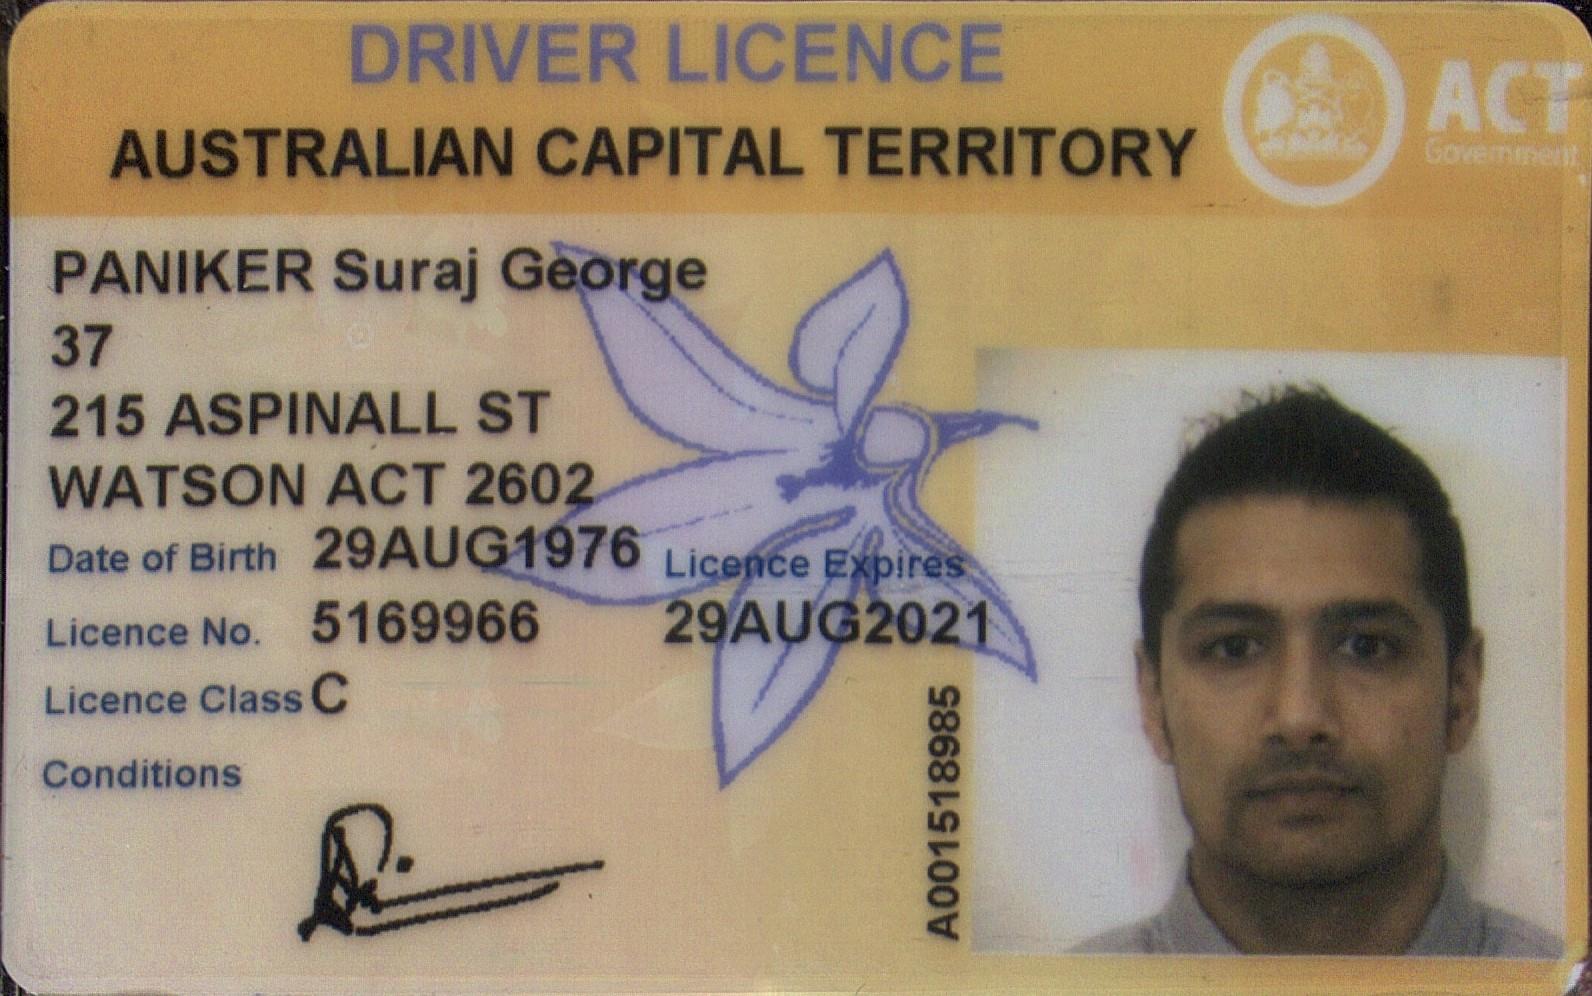 DRIVER LICENCE
AUSTRALIAN CAPITAL TERRITORY
ACT
Government
PANIKER Suraj George
37
215 ASPINALL ST
WATSON ACT 2602
Date of Birth 29AUG1976
Licence Expires
Licence No. 5169966
29AUG2021
Licence Class C
Conditions
A001518985